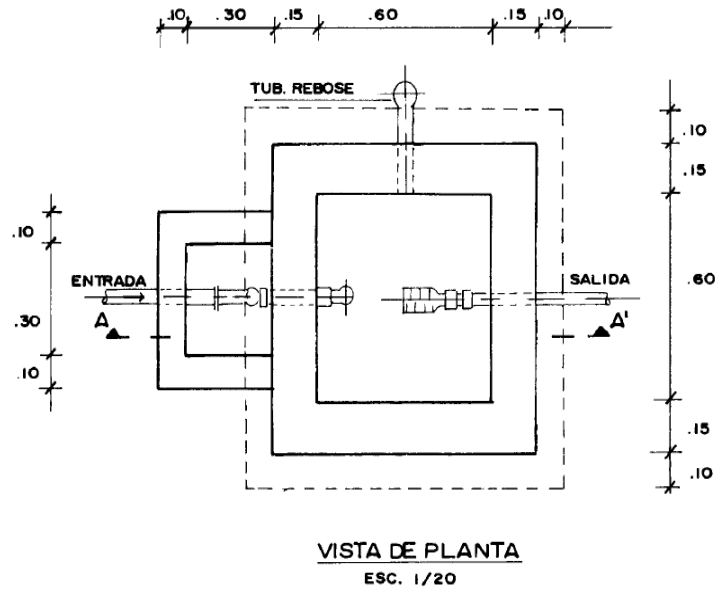 .10 .30 .15 .60 .15 .10
TUB. REBOSE
.10
.15
.10
ENTRADA
SALIDA
.60
A
A'
.30
.10
.15
.10
VISTA DE PLANTA
ESC. 1/20